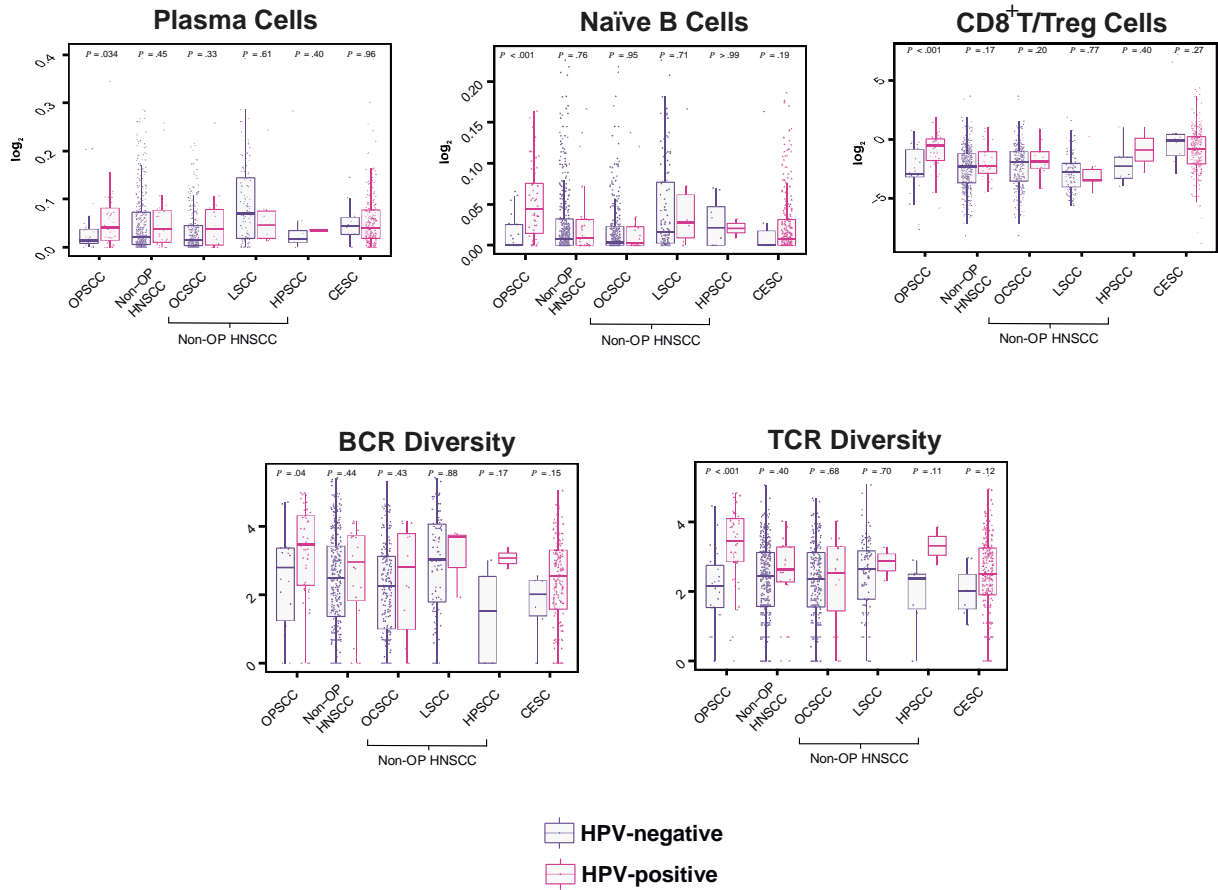 Plasma Cells
P = .034 P = .45 P = .33 P = .61 P = .40 P = .96
log2
0.4
0.3
0.2
0.1
0.0
OPSCC
Non-OP
HNSCC
OCSCC
LSCC
HPSCC
CESC
Non-OP HNSCC
Naïve B Cells
P < .001 P = .76 P = .95 P = .71 P > .99 P = .19
log2
0.20
0.15
0.10
0.05
0.00
OPSCC
Non-OP
HNSCC
OCSCC
LSCC
HPSCC
CESC
Non-OP HNSCC
CD8+T/Treg Cells
P < .001 P = .17 P = .20 P = .77 P = .40 P = .27
log2
5
0
-5
OPSCC
Non-OP
HNSCC
OCSCC
LSCC
HPSCC
CESC
Non-OP HNSCC
BCR Diversity
P = .04 P = .44 P = .43 P = .88 P = .17 P = .15
4
2
0
OPSCC
Non-OP
HNSCC
OCSCC
LSCC
HPSCC
CESC
Non-OP HNSCC
TCR Diversity
P < .001 P = .40 P = .68 P = .70 P = .11 P = .12
4
2
0
OPSCC
Non-OP
HNSCC
OCSCC
LSCC
HPSCC
CESC
Non-OP HNSCC
HPV-negative
HPV-positive